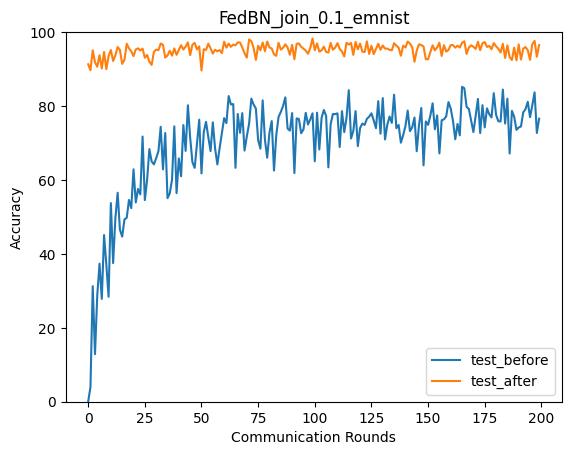 FedBN_join_0.1_emnist
Accuracy
100
80
60
40
20
0
0 25 50 75 100 125 150 175 200
Communication Rounds
test_before
test_after